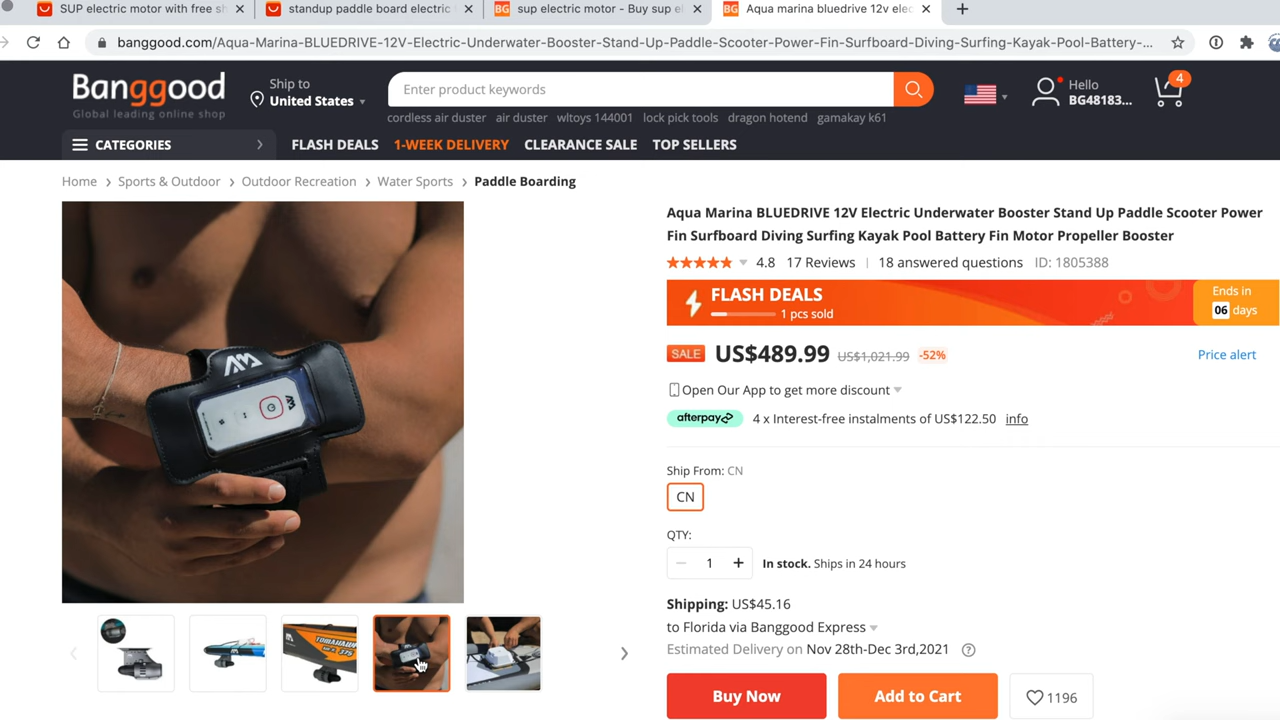 SUP electric motor with free sh
standup paddle board electric
BG sup electric motor - Buy sup el
BG Aqua marina bluedrive 12v elec
banggood.com/Aqua-Marina-BLUEDRIVE-12V-Electric-Underwater-Booster-Stand-Up-Paddle-Scooter-Power-Fin-Surfboard-Diving-Surfing-Kayak-Pool-Battery-...
Banggood
Global leading online shop
Ship to
United States
Enter product keywords
cordless air duster air duster wltoys 144001 lock pick tools dragon hotend gamakay k61
Hello
BG48183...
4
CATEGORIES
FLASH DEALS 1-WEEK DELIVERY CLEARANCE SALE TOP SELLERS
Home > Sports & Outdoor > Outdoor Recreation > Water Sports > Paddle Boarding
Aqua Marina BLUEDRIVE 12V Electric Underwater Booster Stand Up Paddle Scooter Power
Fin Surfboard Diving Surfing Kayak Pool Battery Fin Motor Propeller Booster
4.8 17 Reviews | 18 answered questions ID: 1805388
FLASH DEALS
1 pcs sold
Ends in
06 days
SALE US$489.99 US$1,021.99 -52%
Price alert
Open Our App to get more discount
afterpay 4 x Interest-free instalments of US$122.50 info
Ship From: CN
CN
QTY:
− 1 + In stock. Ships in 24 hours
Shipping: US$45.16
to Florida via Banggood Express
Estimated Delivery on Nov 28th-Dec 3rd,2021 ?
Buy Now
Add to Cart
1196
TOMAHAWK